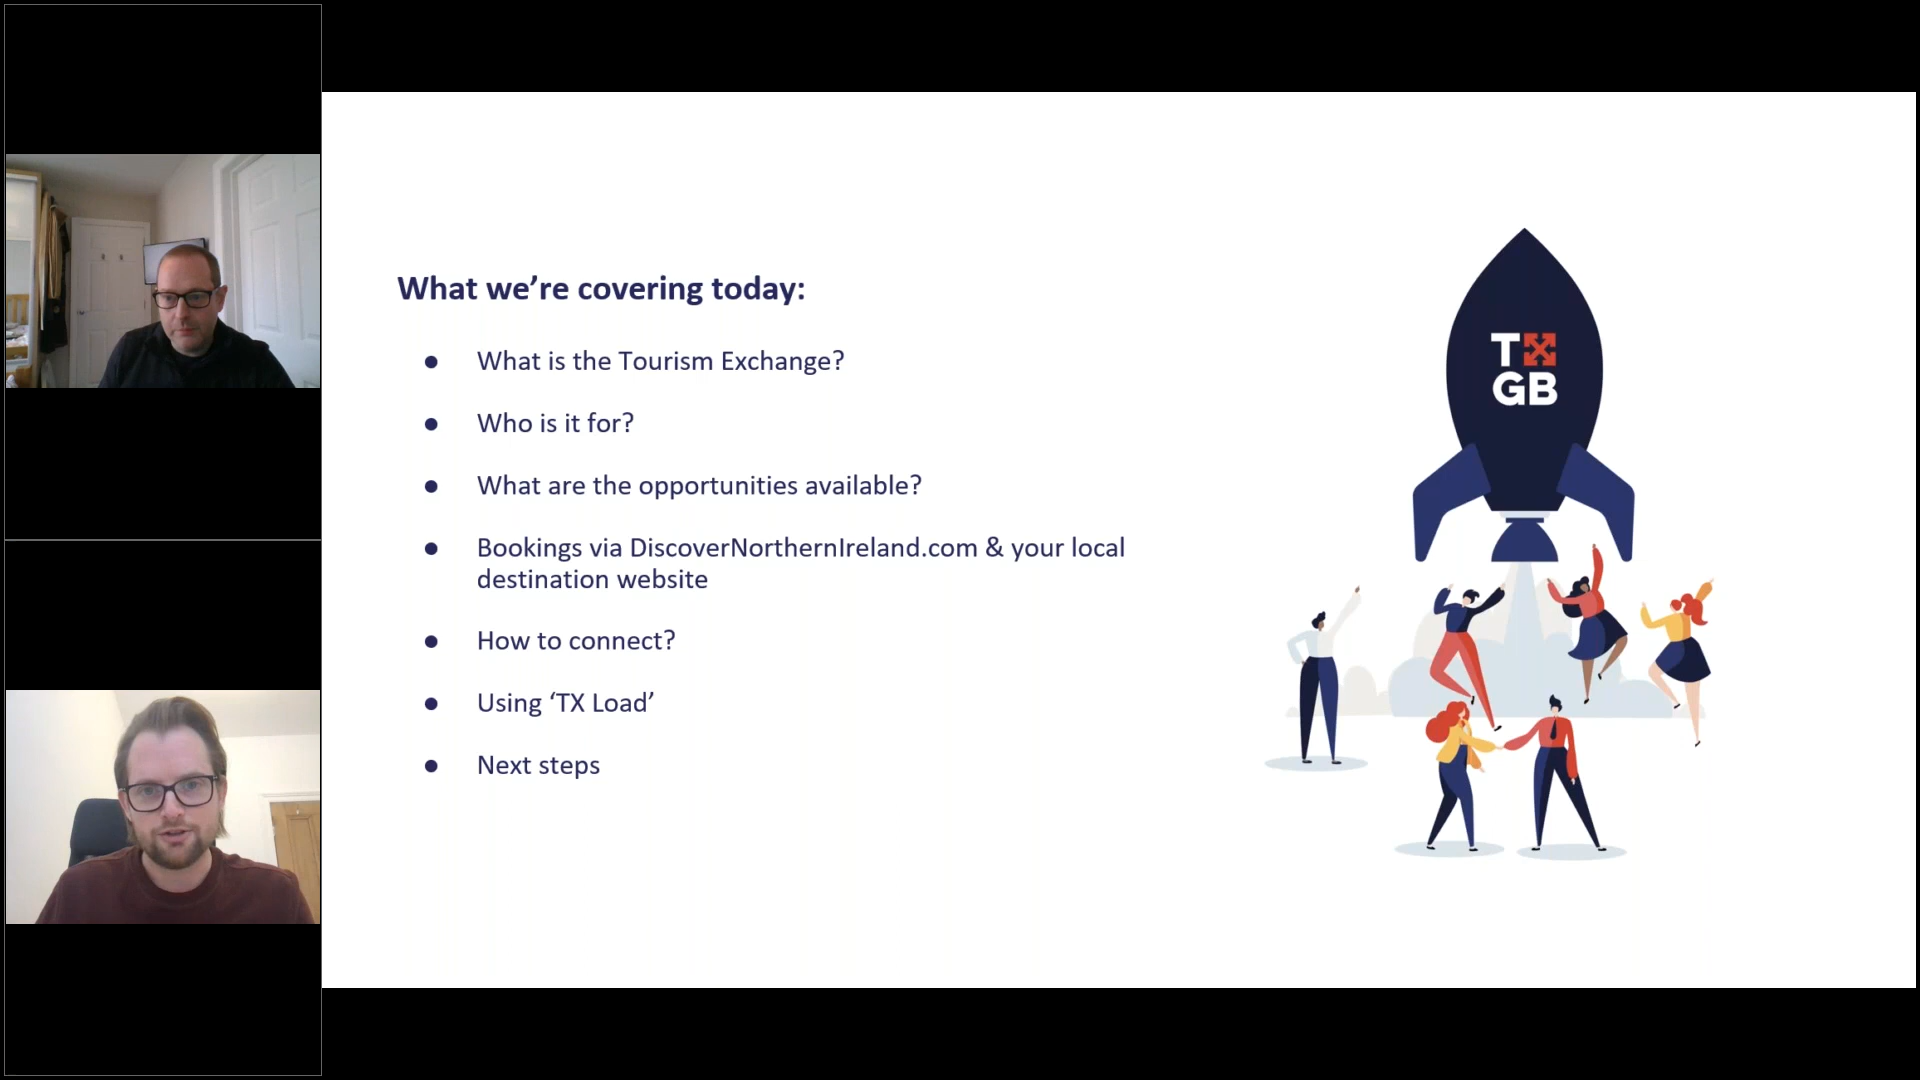 What we’re covering today:
● What is the Tourism Exchange?
● Who is it for?
● What are the opportunities available?
● Bookings via DiscoverNorthernIreland.com & your local
destination website
● How to connect?
● Using ‘TX Load’
● Next steps
TX
GB